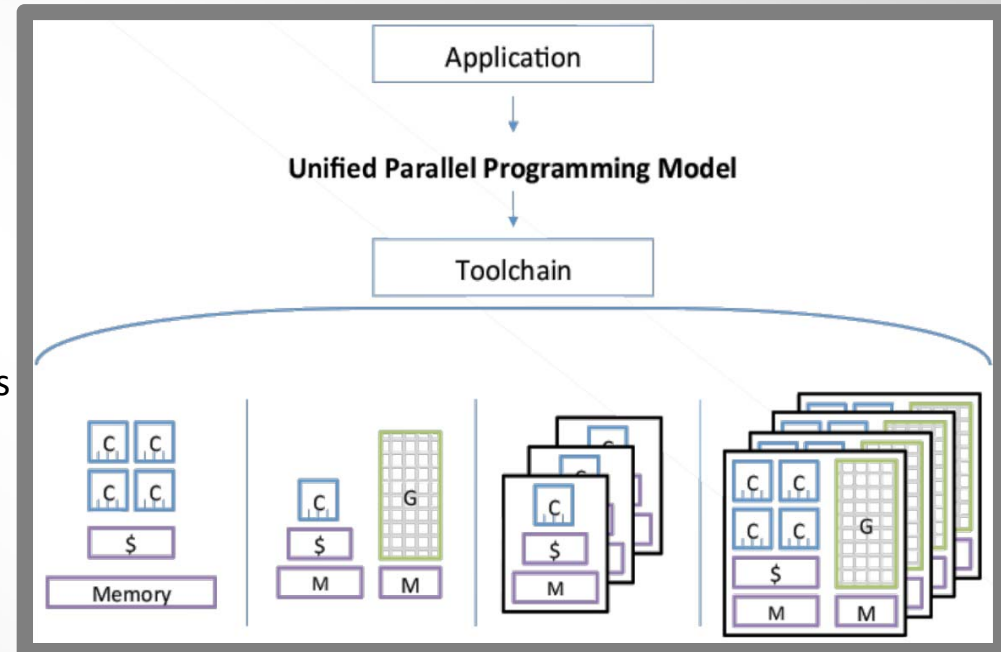 Application
Unified Parallel Programming Model
Toolchain
s
C C
C C
$
Memory
C
$
M
G
M
C
$
M
C C
C C
$
M
G
M